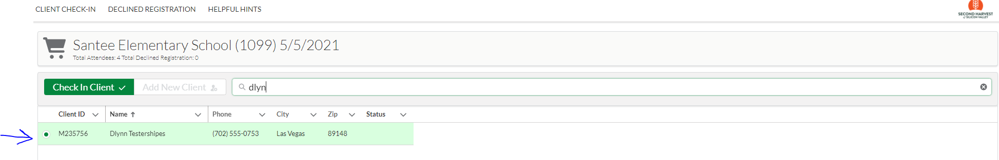 CLIENT CHECK-IN DECLINED REGISTRATION HELPFUL HINTS
SECOND HARVEST
of SILICON VALLEY
Santee Elementary School (1099) 5/5/2021
Total Attendees: 4 Total Declined Registration: 0
Check In Client Add New Client dlyn
Client ID Name Phone City Zip Status
M235756 Dlynn Testershipes (702) 555-0753 Las Vegas 89148